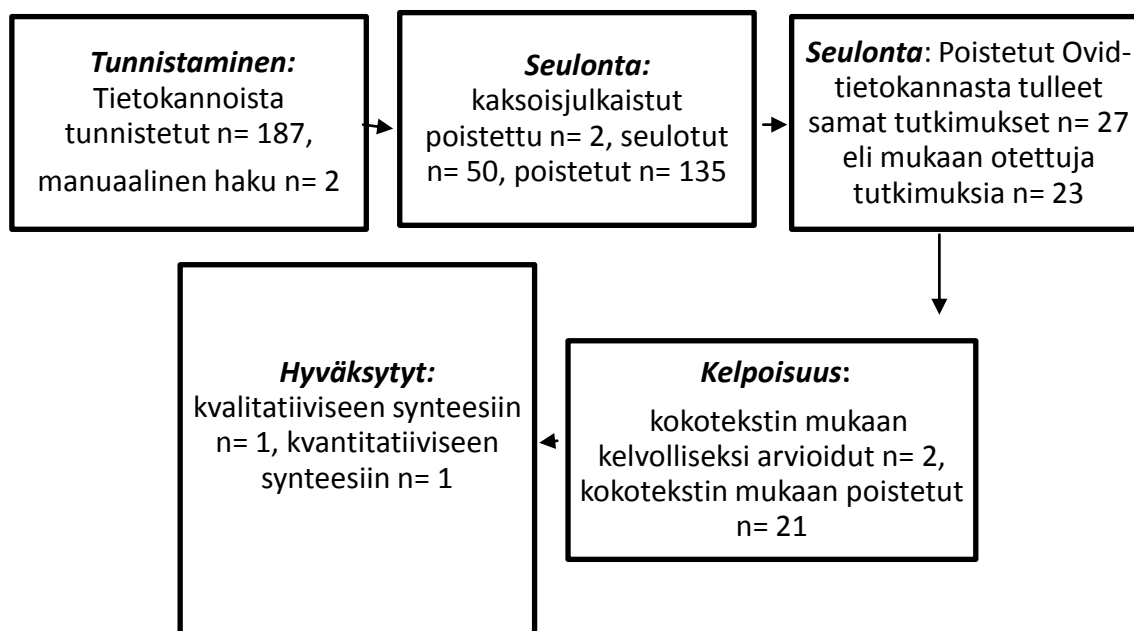 Tunnistaminen:
Tietokannoista
tunnistetut n= 187,
manuaalinen haku n= 2
Seulonta:
kaksoisjulkaistut
poistettu n= 2, seulotut
n= 50, poistetut n= 135
Seulonta: Poistetut Ovid-
tietokannasta tulleet
samat tutkimukset n= 27
eli mukaan otettuja
tutkimuksia n= 23
Kelpoisuus:
kokotekstin mukaan
kelvolliseksi arvioidut n= 2,
kokotekstin mukaan poistetut
n= 21
Hyväksytyt:
kvalitatiiviseen synteesiin
n= 1, kvantitatiiviseen
synteesiin n= 1